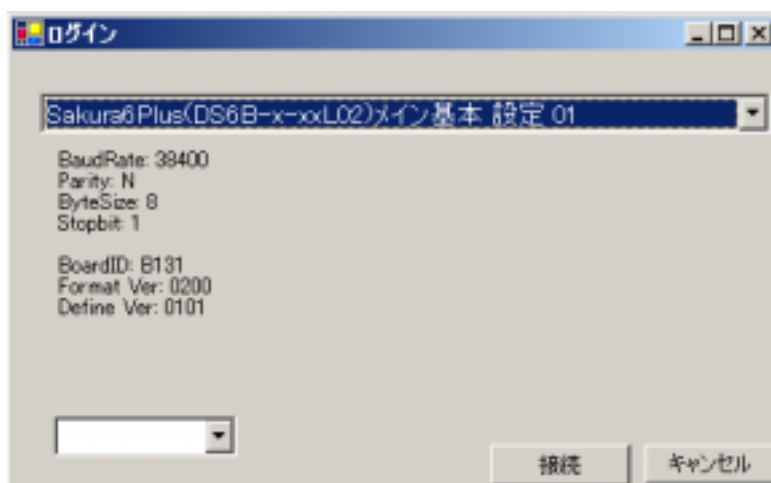 ログイン
Sakura6Plus(DS6B-x-xxL02)メイン基本 設定 01
BaudRate: 38400
Parity: N
ByteSize: 8
Stopbit: 1
BoardID: B131
Format Ver: 0200
Define Ver: 0101
接続
キャンセル